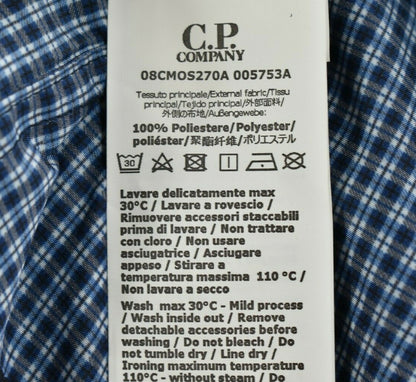 C.P.
COMPANY
08CMOS270A 005753A
Tessuto principale/External fabric/Tissu
principal/Tejido principal/外部面料/
外側の布地/Außengewebe:
100% Poliestere/Polyester/
poliéster/聚酯纤维/ポリエステル
30
Lavare delicatamente max
30°C / Lavare a rovescio /
Rimuovere accessori staccabili
prima di lavare / Non trattare
con cloro / Non usare
asciugatrice / Asciugare
appeso / Stirare a
temperatura massima 110 °C /
Non lavare a secco
Wash max 30°C - Mild process
/ Wash inside out / Remove
detachable accessories before
washing / Do not bleach / Do
not tumble dry / Line dry /
Ironing maximum temperature
110°C - without steam / Do